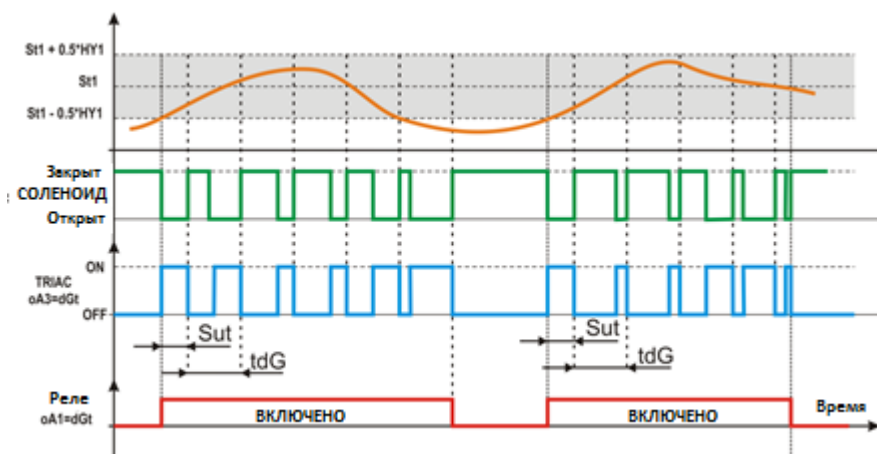 St1 + 0.5*HY1
St1
St1 - 0.5*HY1
Закрыт
СОЛЕНОИД
Открыт
ON
TRIAC
oA3=dGt
OFF
Sut
Sut
tdG
tdG
Реле
oA1=dGt
ВКЛЮЧЕНО
ВКЛЮЧЕНО
Время